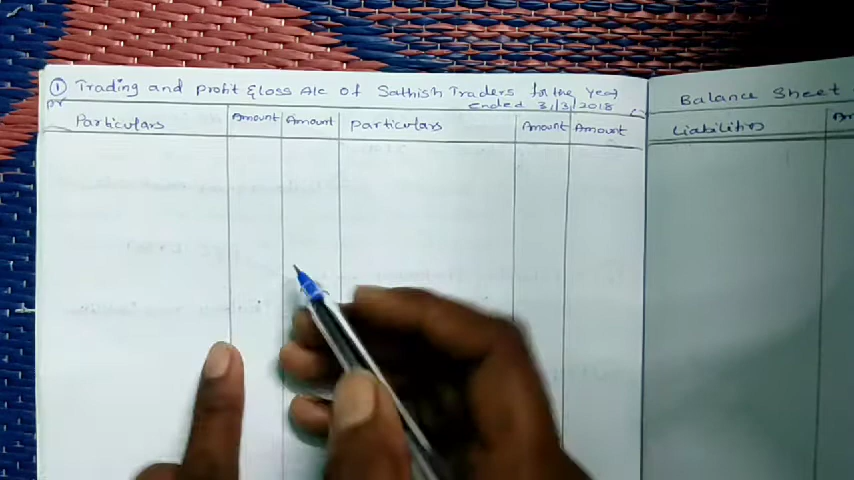 ① Trading and Profit & Loss A/c of Sathish Traders for the Year
ended 31/3/2018
Dr
Particulars Amount Amount Particulars Amount Amount
Balance Sheet
Liabilities